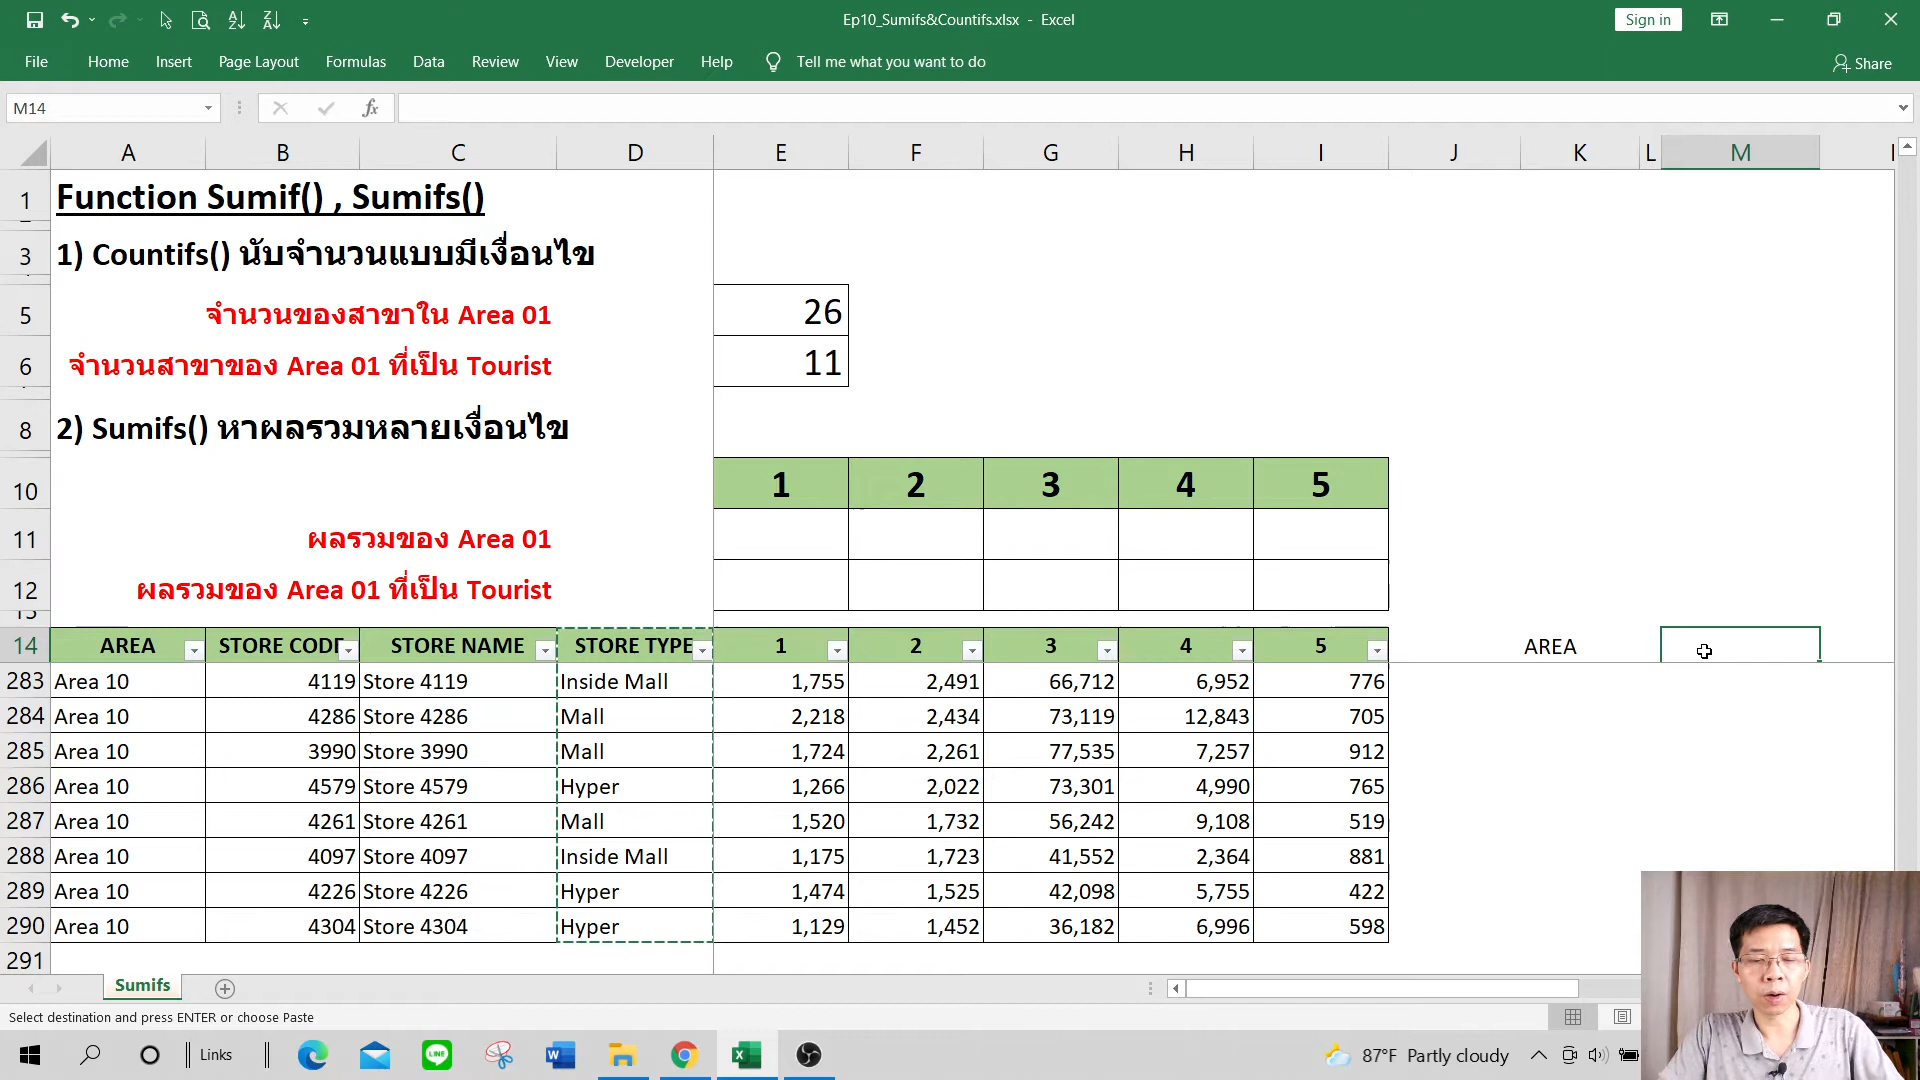 Ep10_Sumifs&Countifs.xlsx - Excel
Sign in
File Home Insert Page Layout Formulas Data Review View Developer Help Tell me what you want to do
Share
M14
fx
A B C D E F G H I J K L M
1 Function Sumif() , Sumifs()
3 1) Countifs() นับจำนวนแบบมีเงื่อนไข
5 จำนวนของสาขาใน Area 01 26
6 จำนวนสาขาของ Area 01 ที่เป็น Tourist 11
8 2) Sumifs() หาผลรวมหลายเงื่อนไข
10 1 2 3 4 5
11 ผลรวมของ Area 01
12 ผลรวมของ Area 01 ที่เป็น Tourist
13
14 AREA STORE CODE STORE NAME STORE TYPE 1 2 3 4 5 AREA
283 Area 10 4119 Store 4119 Inside Mall 1,755 2,491 66,712 6,952 776
284 Area 10 4286 Store 4286 Mall 2,218 2,434 73,119 12,843 705
285 Area 10 3990 Store 3990 Mall 1,724 2,261 77,535 7,257 912
286 Area 10 4579 Store 4579 Hyper 1,266 2,022 73,301 4,990 765
287 Area 10 4261 Store 4261 Mall 1,520 1,732 56,242 9,108 519
288 Area 10 4097 Store 4097 Inside Mall 1,175 1,723 41,552 2,364 881
289 Area 10 4226 Store 4226 Hyper 1,474 1,525 42,098 5,755 422
290 Area 10 4304 Store 4304 Hyper 1,129 1,452 36,182 6,996 598
291
Sumifs
Select destination and press ENTER or choose Paste
Links
LINE
87°F Partly cloudy